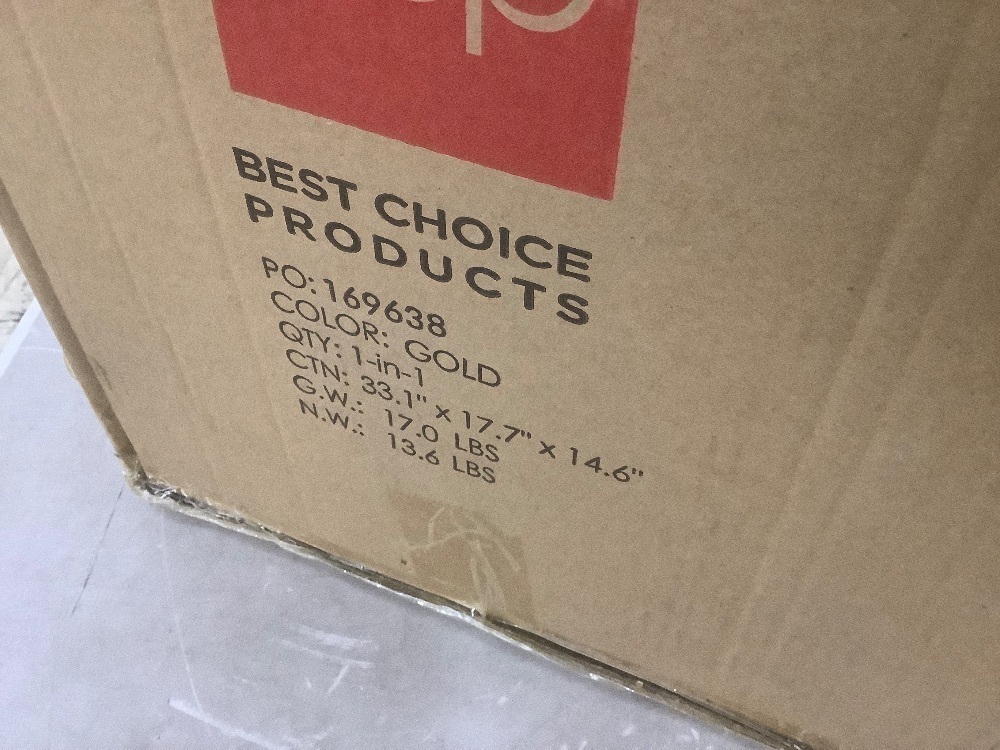 BEST CHOICE
PRODUCTS
PO: 169638
COLOR: GOLD
QTY: 1-in-1
CTN: 33.1" x 17.7" x 14.6"
G.W.: 17.0 LBS
N.W.: 13.6 LBS